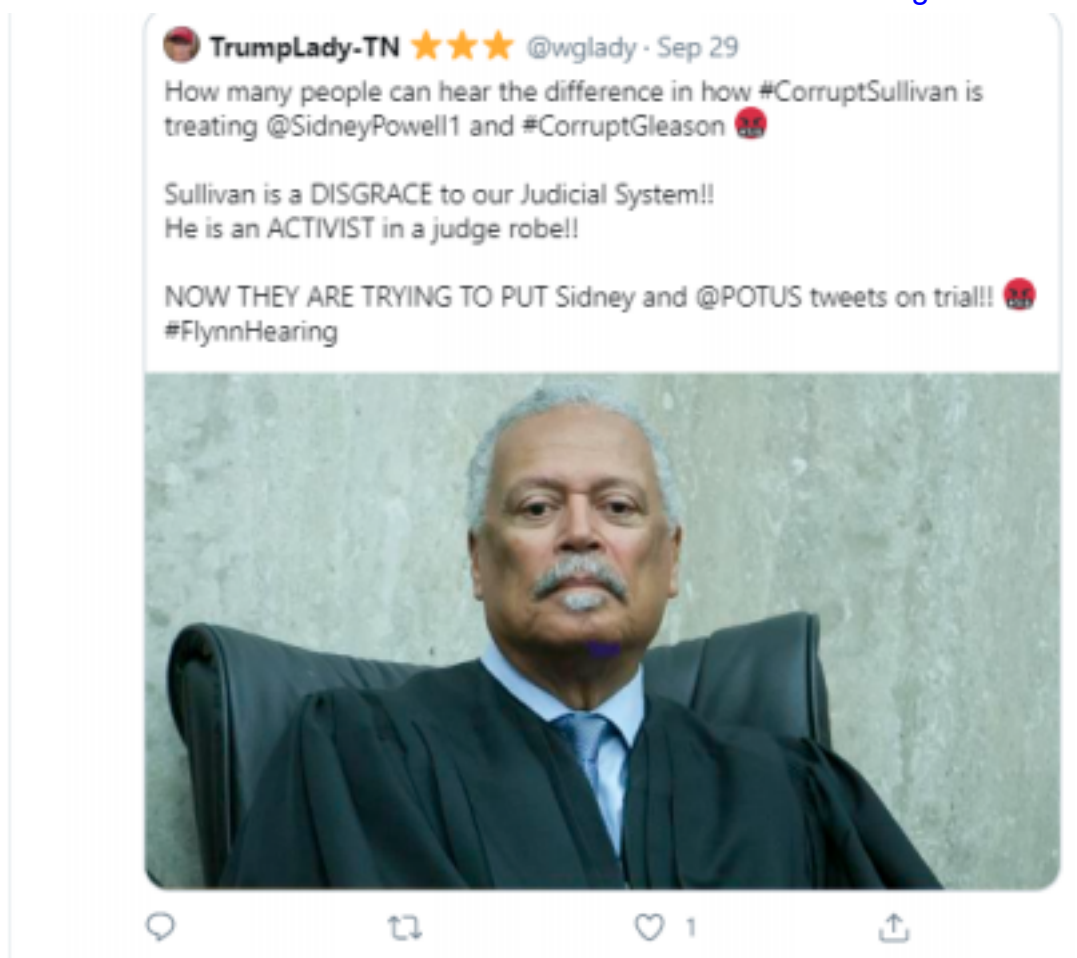 TrumpLady-TN @wglady · Sep 29
How many people can hear the difference in how #CorruptSullivan is
treating @SidneyPowell1 and #CorruptGleason
Sullivan is a DISGRACE to our Judicial System!!
He is an ACTIVIST in a judge robe!!
NOW THEY ARE TRYING TO PUT Sidney and @POTUS tweets on trial!!
#FlynnHearing
1